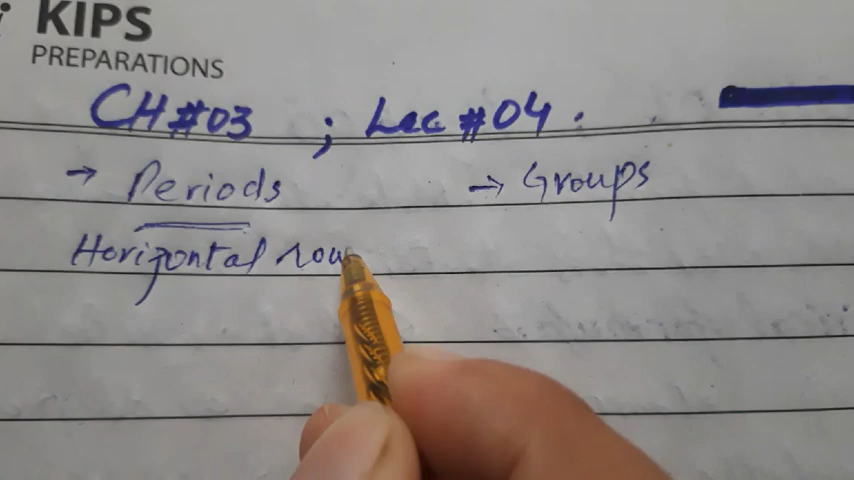 KIPS
PREPARATIONS
CH #03 ; Lec #04 :
→ Periods → Groups
Horizontal row